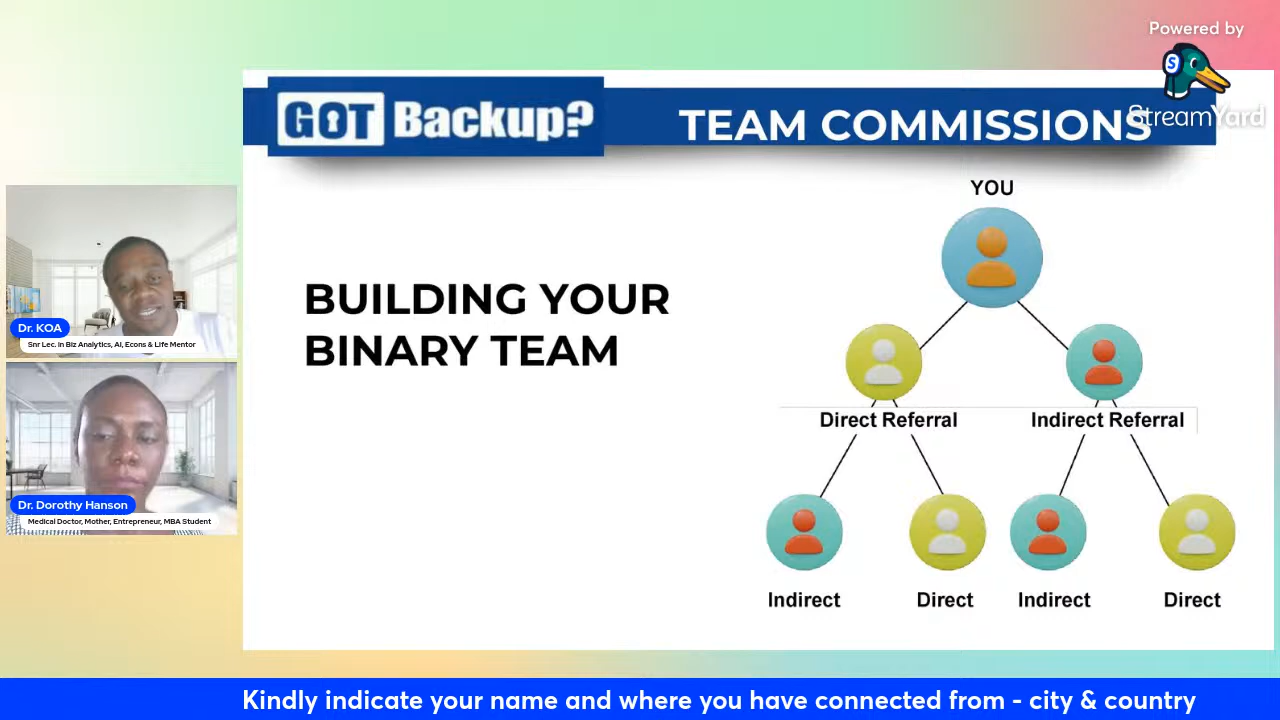 Powered by
StreamYard
GOT Backup?
TEAM COMMISSIONS
YOU
BUILDING YOUR
BINARY TEAM
Direct Referral
Indirect Referral
Indirect
Direct
Indirect
Direct
Dr. KOA
Snr Lec. in Biz Analytics, AI, Econs & Life Mentor
Dr. Dorothy Hanson
Medical Doctor, Mother, Entrepreneur, MBA Student
Kindly indicate your name and where you have connected from - city & country